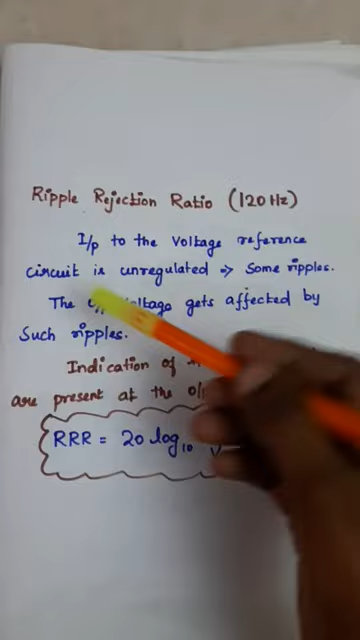 Ripple Rejection Ratio (120 Hz)
I/p to the voltage reference
circuit is unregulated => Some ripples.
The voltage gets affected by
Such ripples.
Indication of
are present at the
RRR = 20 log10